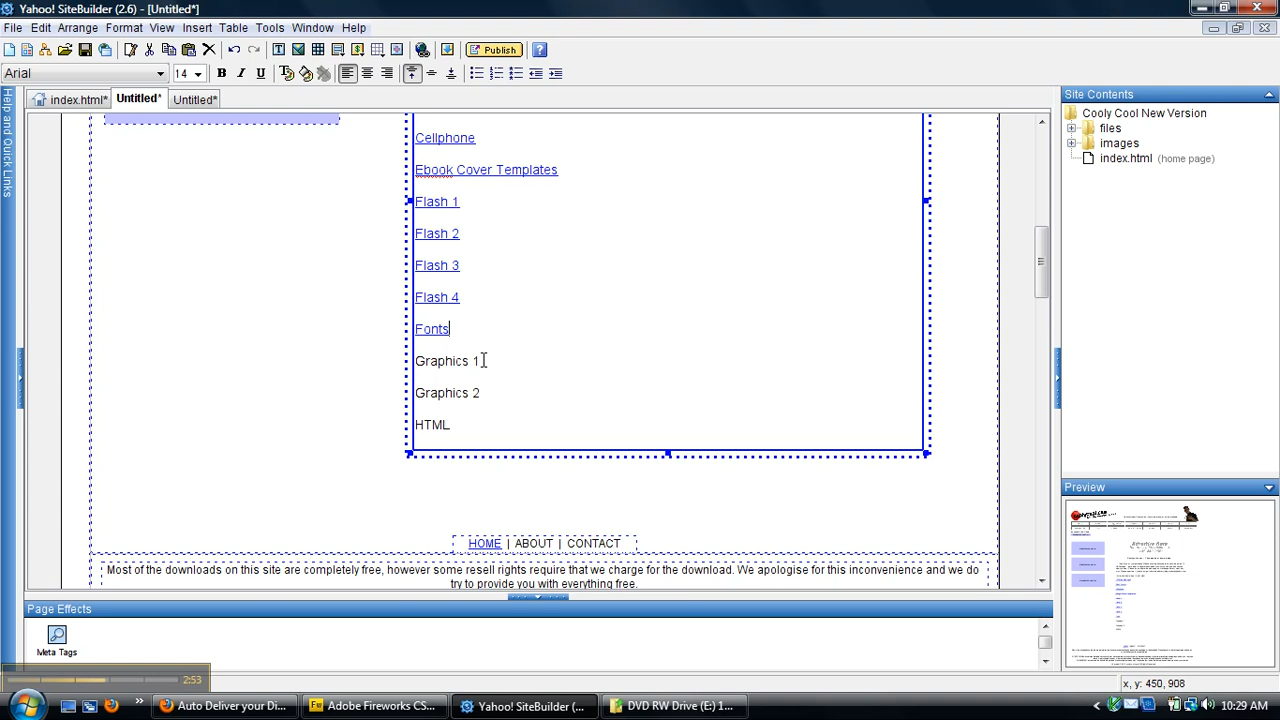 Yahoo! SiteBuilder (2.6) - [Untitled*]
File Edit Arrange Format View Insert Table Tools Window Help
Publish
Arial 14 B I U
Help and Quick Links
index.html* Untitled* Untitled*
Cellphone
Ebook Cover Templates
Flash 1
Flash 2
Flash 3
Flash 4
Fonts
Graphics 1
Graphics 2
HTML
HOME | ABOUT | CONTACT
Most of the downloads on this site are completely free, however some resell rights require that we charge for the download. We apologise for this inconvenience and we do
try to provide you with everything free.
Site Contents
Cooly Cool New Version
files
images
index.html (home page)
Preview
Page Effects
Meta Tags
2:53
x, y: 450, 908
Auto Deliver your Di...
Adobe Fireworks CS...
Yahoo! SiteBuilder (...
DVD RW Drive (E:) 1...
10:29 AM